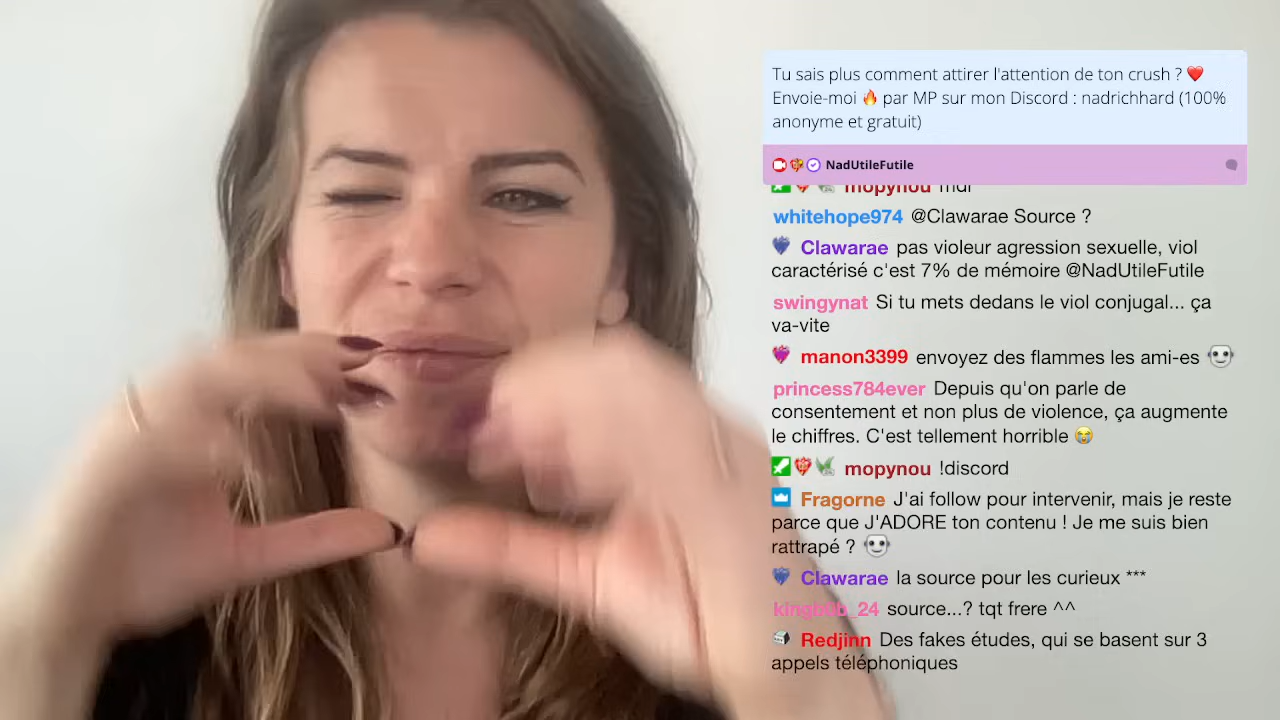 Tu sais plus comment attirer l'attention de ton crush ? ❤️
Envoie-moi 🔥 par MP sur mon Discord : nadrichhard (100%
anonyme et gratuit)
NadUtileFutile
mopynou mdr
whitehope974 @Clawarae Source ?
Clawarae pas violeur agression sexuelle, viol
caractérisé c'est 7% de mémoire @NadUtileFutile
swingynat Si tu mets dedans le viol conjugal... ça
va-vite
manon3399 envoyez des flammes les ami-es
princess784ever Depuis qu'on parle de
consentement et non plus de violence, ça augmente
le chiffres. C'est tellement horrible 😭
mopynou !discord
Fragorne J'ai follow pour intervenir, mais je reste
parce que J'ADORE ton contenu ! Je me suis bien
rattrapé ?
Clawarae la source pour les curieux ***
source...? tqt frere ^^
Redjinn Des fakes études, qui se basent sur 3
appels téléphoniques